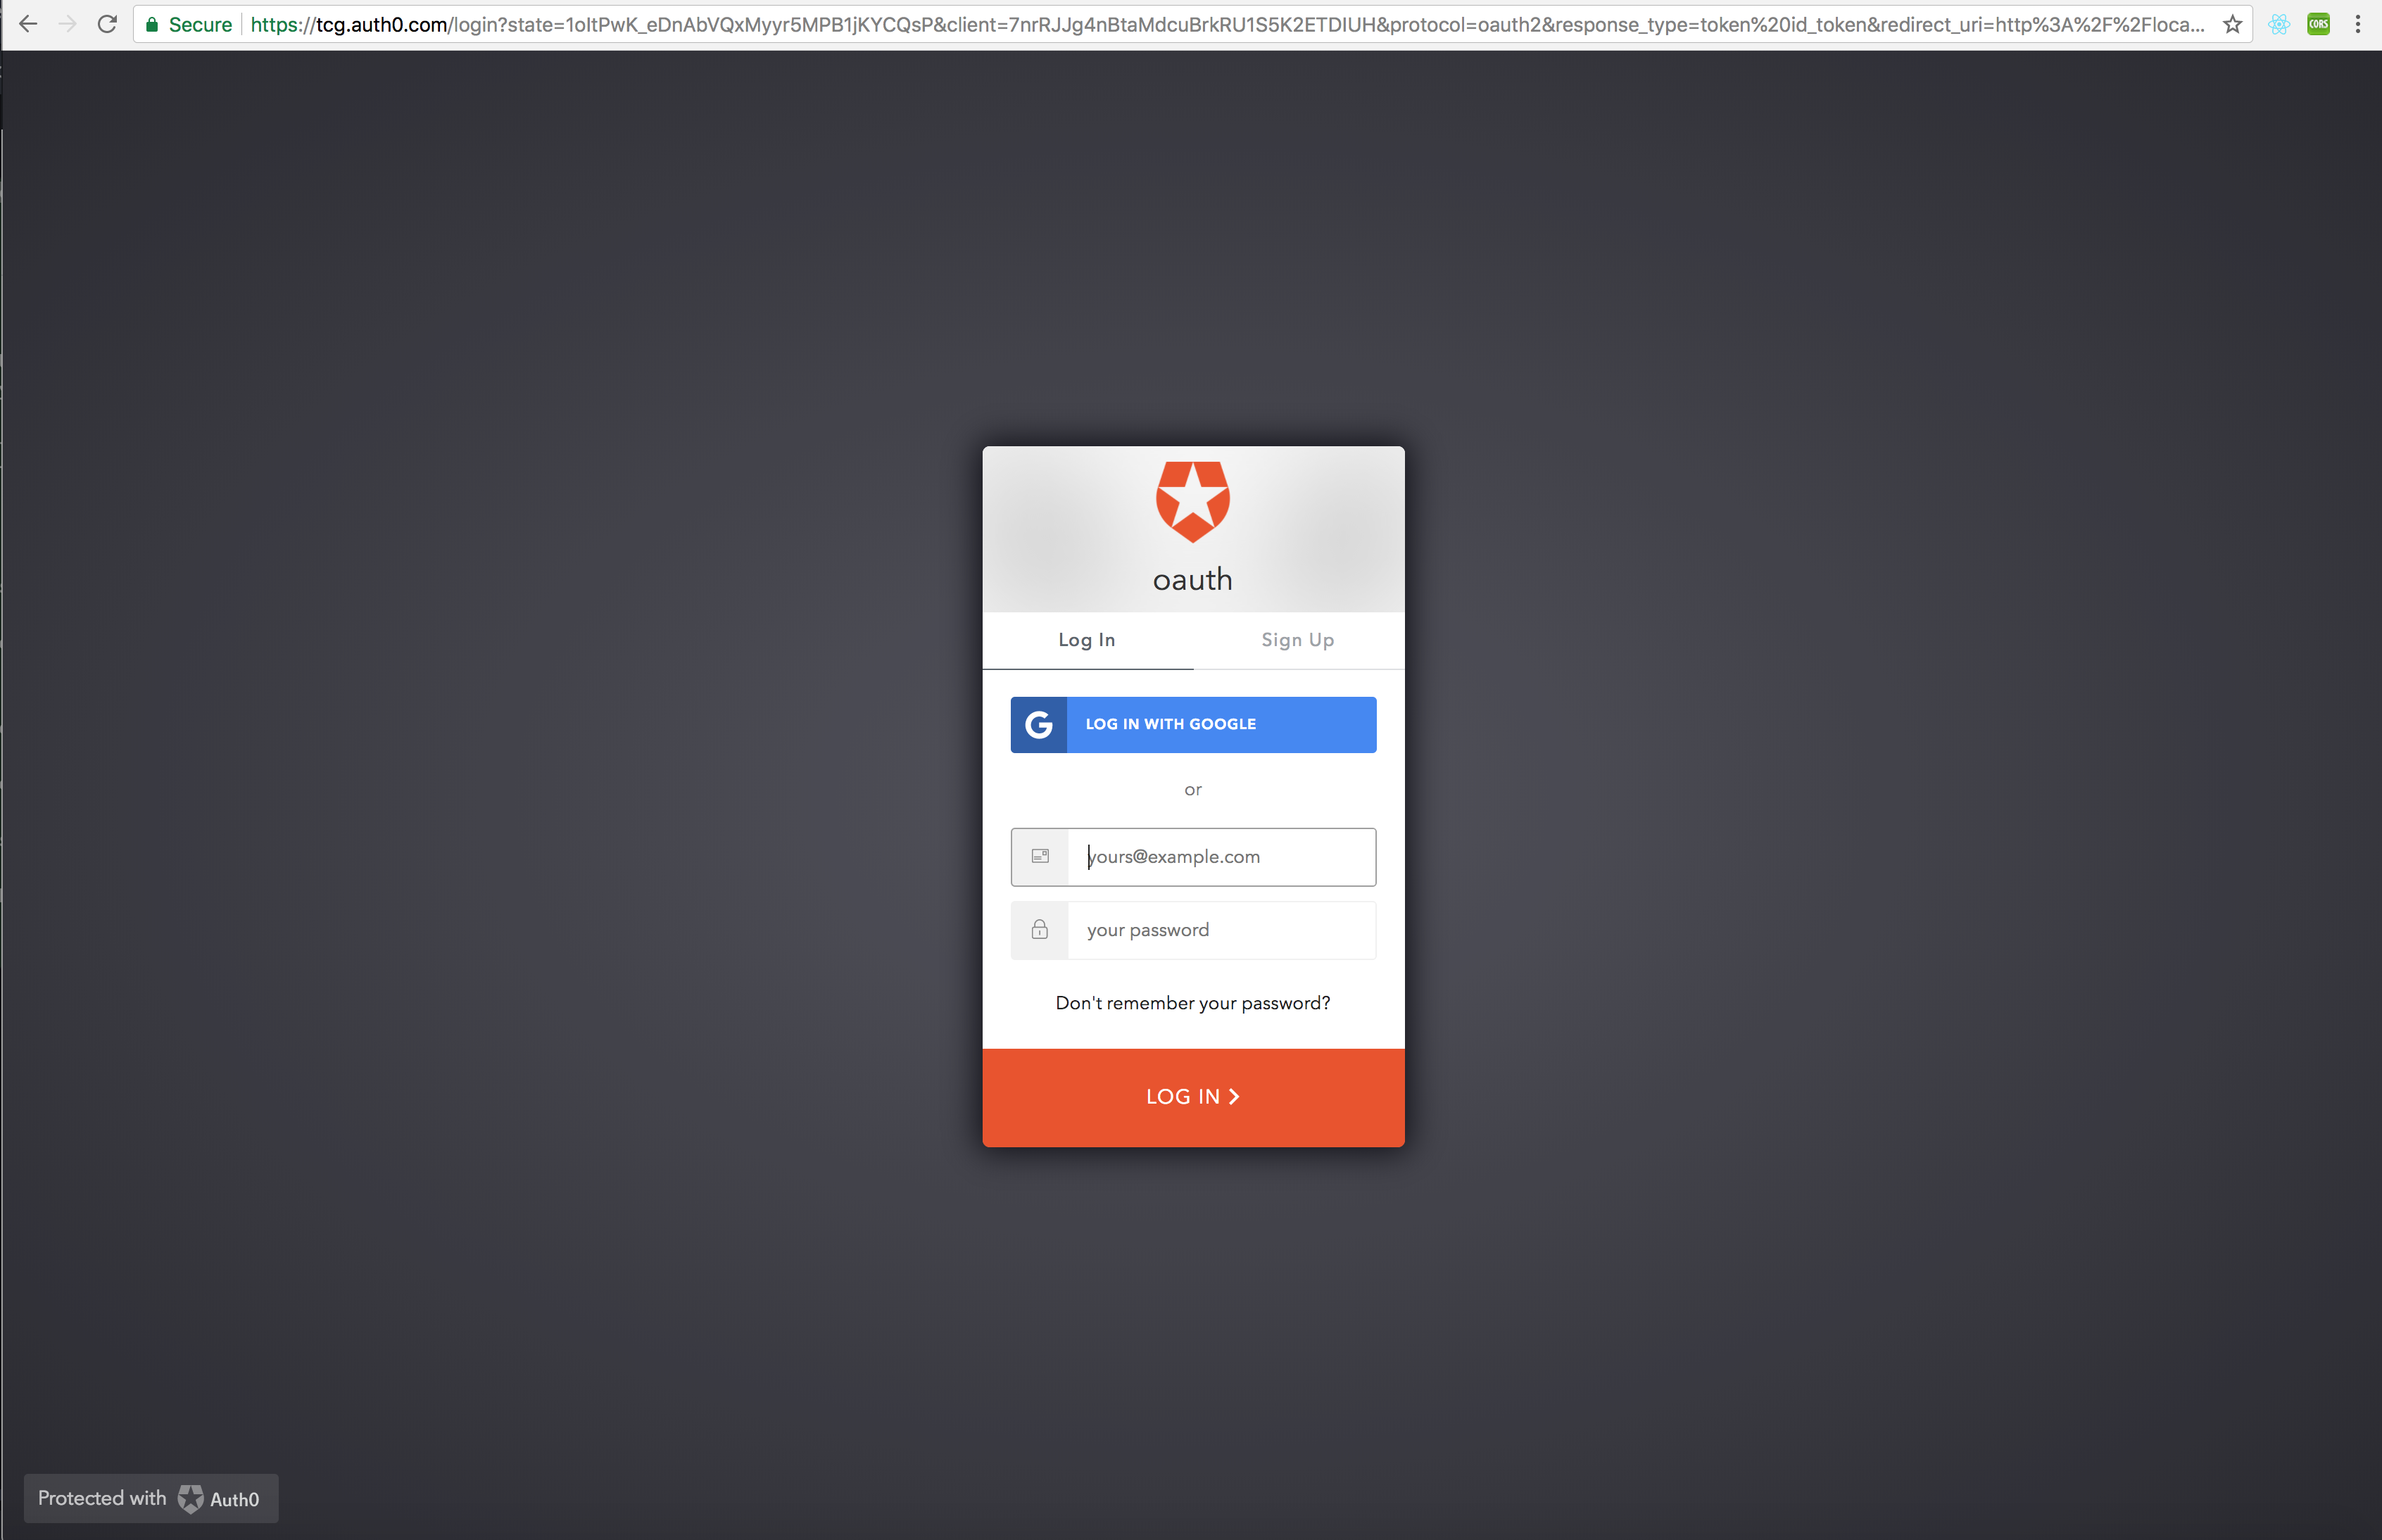 Secure https://tcg.auth0.com/login?state=1oItPwK_eDnAbVQxMyyr5MPB1jKYCQsP&client=7nrRJJg4nBtaMdcuBrkRU1S5K2ETDIUH&protocol=oauth2&response_type=token%20id_token&redirect_uri=http%3A%2F%2Floca... CORS
oauth
Log In Sign Up
G LOG IN WITH GOOGLE
or
yours@example.com
your password
Don't remember your password?
LOG IN
Protected with Auth0